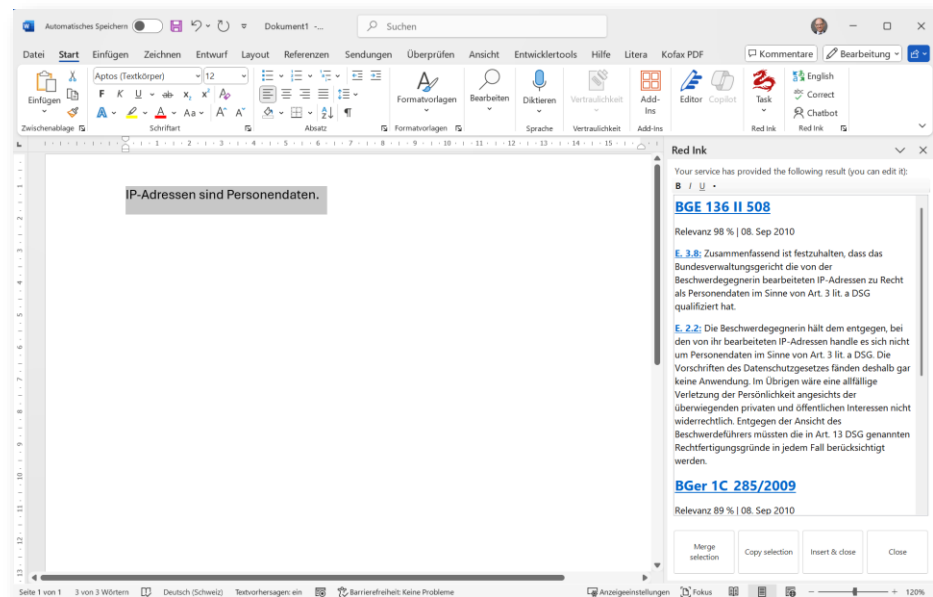 Automatisches Speichern
Dokument1 -...
Suchen
Datei Start Einfügen Zeichnen Entwurf Layout Referenzen Sendungen Überprüfen Ansicht Entwicklertools Hilfe Litera Kofax PDF
Kommentare Bearbeitung
Aptos (Textkörper) 12
F K U ab x₂ x² A
A A Aa A A
Einfügen Formatvorlagen Bearbeiten Diktieren Vertraulichkeit Add-Ins Editor Copilot Task
English
Correct
Chatbot
Zwischenablage Schriftart Absatz Formatvorlagen Sprache Vertraulichkeit Add-Ins Red Ink Red Ink
IP-Adressen sind Personendaten.
Red Ink
Your service has provided the following result (you can edit it):
B I U
BGE 136 II 508
Relevanz 98 % | 08. Sep 2010
E. 3.8: Zusammenfassend ist festzuhalten, dass das
Bundesverwaltungsgericht die von der
Beschwerdegegnerin bearbeiteten IP-Adressen zu Recht
als Personendaten im Sinne von Art. 3 lit. a DSG
qualifiziert hat.
E. 2.2: Die Beschwerdegegnerin hält dem entgegen, bei
den von ihr bearbeiteten IP-Adressen handle es sich nicht
um Personendaten im Sinne von Art. 3 lit. a DSG. Die
Vorschriften des Datenschutzgesetzes fänden deshalb gar
keine Anwendung. Im Übrigen wäre eine allfällige
Verletzung der Persönlichkeit angesichts der
überwiegenden privaten und öffentlichen Interessen nicht
widerrechtlich. Entgegen der Ansicht des
Beschwerdeführers müssten die in Art. 13 DSG genannten
Rechtfertigungsgründe in jedem Fall berücksichtigt
werden.
BGer 1C_285/2009
Relevanz 89 % | 08. Sep 2010
Merge selection
Copy selection
Insert & close
Close
Seite 1 von 1 3 von 3 Wörtern Deutsch (Schweiz) Textvorhersagen: ein Barrierefreiheit: Keine Probleme Anzeigeeinstellungen Fokus 120%